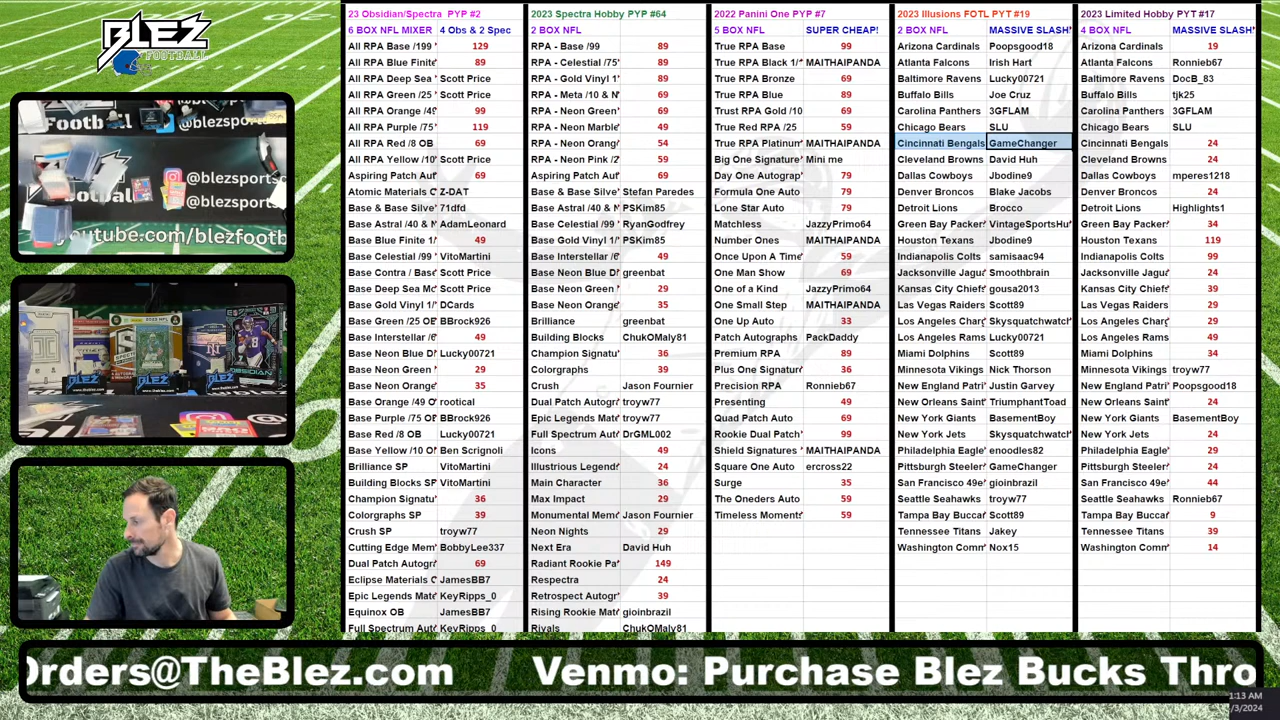 BLEZ
FOOTBALL
Football
@blezsports
@blezsports
youtube.com/blezfootb
23 Obsidian/Spectra PYP #2
6 BOX NFL MIXER 4 Obs & 2 Spec
All RPA Base /199 129
All RPA Blue Finite 89
All RPA Deep Sea Scott Price
All RPA Green /25 Scott Price
All RPA Orange /49 99
All RPA Purple /75 119
All RPA Red /8 OB 69
All RPA Yellow /10 Scott Price
Aspiring Patch Aut 69
Atomic Materials Z-DAT
Base & Base Silve 71dfd
Base Astral /40 & AdamLeonard
Base Blue Finite 1/ 49
Base Celestial /99 VitoMartini
Base Contra / Base Scott Price
Base Deep Sea Mo Scott Price
Base Gold Vinyl 1/ DCards
Base Green /25 OB BBrock926
Base Interstellar /6 49
Base Neon Blue Lucky00721
Base Neon Green 29
Base Neon Orange 35
Base Orange /49 rootical
Base Purple /75 OB BBrock926
Base Red /8 OB Lucky00721
Base Yellow /10 Ben Scrignoli
Brilliance SP VitoMartini
Building Blocks SP VitoMartini
Champion Signatu 36
Colorgraphs SP 39
Crush SP troyw77
Cutting Edge Mem BobbyLee337
Dual Patch Autogr 69
Eclipse Materials JamesBB7
Epic Legends Mat KeyRipps_0
Equinox OB JamesBB7
Full Spectrum Aut KeyRipps_0
2023 Spectra Hobby PYP #64
2 BOX NFL
RPA - Base /99 89
RPA - Celestial /75 89
RPA - Gold Vinyl 1 89
RPA - Meta /10 & N 69
RPA - Neon Green 69
RPA - Neon Marble 49
RPA - Neon Orang 54
RPA - Neon Pink /2 59
Base & Base Silve Stefan Paredes
Base Astral /40 & PSKim85
Base Celestial /99 RyanGodfrey
Base Gold Vinyl 1/ PSKim85
Base Interstellar /6 49
Base Neon Blue greenbat
Base Neon Green 29
Base Neon Orange 35
Brilliance greenbat
Building Blocks ChukOMaly81
Champion Signatu 36
Colorgraphs 39
Crush Jason Fournier
Dual Patch Autogr troyw77
Epic Legends Mat troyw77
Full Spectrum Aut DrGML002
Icons 49
Illustrious Legend 24
Main Character 36
Max Impact 29
Monumental Mem Jason Fournier
Neon Nights 29
Next Era David Huh
Radiant Rookie Pa 149
Respectra 24
Retrospect Autogr 39
Rising Rookie Mat gioinbrazil
Rivals ChukOMaly81
2022 Panini One PYP #7
5 BOX NFL SUPER CHEAP!
True RPA Base 99
True RPA Black 1/ MAITHAIPANDA
True RPA Bronze 69
True RPA Blue 89
Trust RPA Gold /10 69
True Red RPA /25 59
True RPA Platinum MAITHAIPANDA
Big One Signature Mini me
Day One Autograp 79
Formula One Auto 79
Lone Star Auto 79
Matchless JazzyPrimo64
Number Ones MAITHAIPANDA
Once Upon A Time 59
One Man Show 69
One of a Kind JazzyPrimo64
One Small Step MAITHAIPANDA
One Up Auto 33
Patch Autographs PackDaddy
Premium RPA 89
Plus One Signatur 36
Precision RPA Ronnieb67
Presenting 49
Quad Patch Auto 69
Rookie Dual Patch 99
Shield Signatures MAITHAIPANDA
Square One Auto ercross22
Surge 35
The Oneders Auto 59
Timeless Moments 59
2023 Illusions FOTL PYT #19
2 BOX NFL MASSIVE SLASH
Arizona Cardinals Poopsgood18
Atlanta Falcons Irish Hart
Baltimore Ravens Lucky00721
Buffalo Bills Joe Cruz
Carolina Panthers 3GFLAM
Chicago Bears SLU
Cincinnati Bengals GameChanger
Cleveland Browns David Huh
Dallas Cowboys Jbodine9
Denver Broncos Blake Jacobs
Detroit Lions Brocco
Green Bay Packer VintageSportsHu
Houston Texans Jbodine9
Indianapolis Colts samisaac94
Jacksonville Jagu Smoothbrain
Kansas City Chiefs gousa2013
Las Vegas Raiders Scott89
Los Angeles Charg Skysquatwatch
Los Angeles Rams Lucky00721
Miami Dolphins Scott89
Minnesota Vikings Nick Thorson
New England Patri Justin Garvey
New Orleans Saint TriumphantToad
New York Giants BasementBoy
New York Jets Skysquatwatch
Philadelphia Eagle enoodles82
Pittsburgh Steeler GameChanger
San Francisco 49e gioinbrazil
Seattle Seahawks troyw77
Tampa Bay Buccar Scott89
Tennessee Titans Jakey
Washington Comm Nox15
2023 Limited Hobby PYT #17
4 BOX NFL MASSIVE SLASH
Arizona Cardinals 19
Atlanta Falcons Ronnieb67
Baltimore Ravens DocB_83
Buffalo Bills tjk25
Carolina Panthers 3GFLAM
Chicago Bears SLU
Cincinnati Bengals 24
Cleveland Browns 24
Dallas Cowboys mperes1218
Denver Broncos 24
Detroit Lions Highlights1
Green Bay Packer 34
Houston Texans 119
Indianapolis Colts 99
Jacksonville Jagu 24
Kansas City Chiefs 39
Las Vegas Raiders 29
Los Angeles Charg 29
Los Angeles Rams 49
Miami Dolphins 34
Minnesota Vikings troyw77
New England Patri Poopsgood18
New Orleans Saint 24
New York Giants BasementBoy
New York Jets 24
Philadelphia Eagle 29
Pittsburgh Steeler 24
San Francisco 49e 44
Seattle Seahawks Ronnieb67
Tampa Bay Buccar 9
Tennessee Titans 39
Washington Comm 14
Orders@TheBlez.com Venmo: Purchase Blez Bucks Thro
1:13 AM
/3/2024